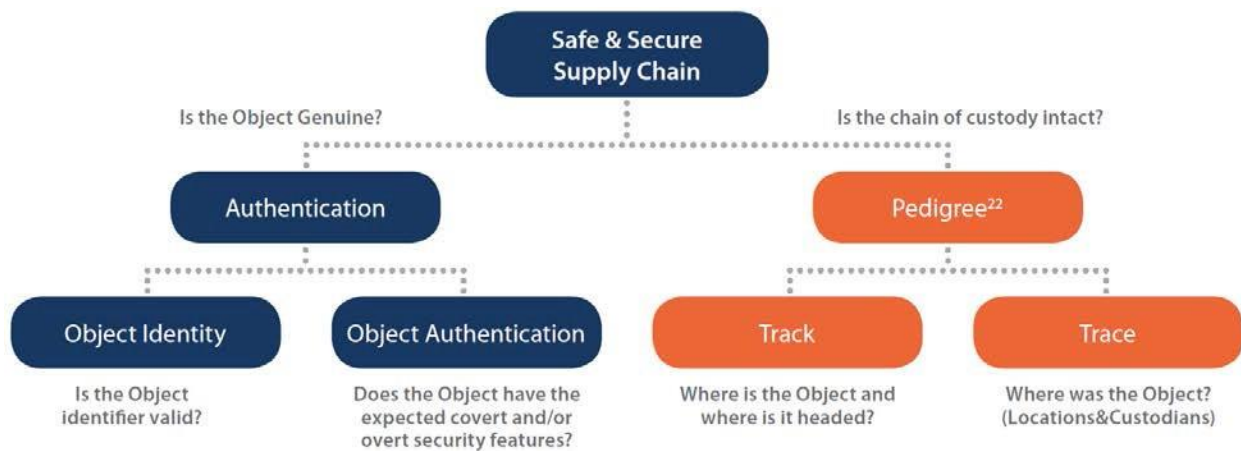 Safe & Secure
Supply Chain
Is the Object Genuine?
Is the chain of custody intact?
Authentication
Pedigree²²
Object Identity
Object Authentication
Track
Trace
Is the Object
identifier valid?
Does the Object have the
expected covert and/or
overt security features?
Where is the Object and
where is it headed?
Where was the Object?
(Locations&Custodians)